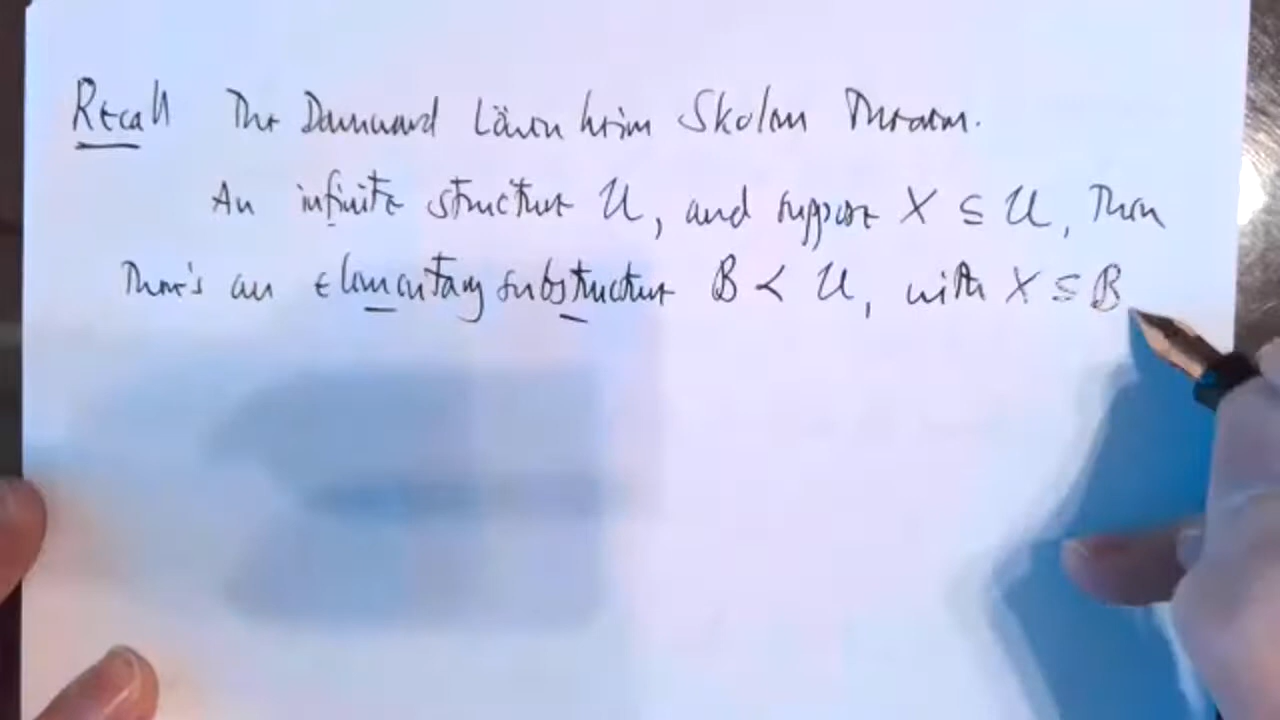 Recall The Downward Löwenheim Skolem Theorem.
An infinite structure 𝔘, and suppose X ⊆ 𝔘, Then
There's an elementary substructure 𝔅 ≺ 𝔘, with X ⊆ 𝔅